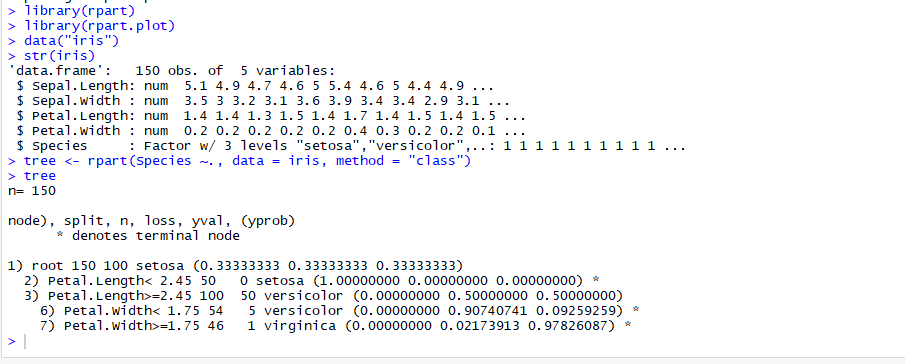 > library(rpart)
> library(rpart.plot)
> data("iris")
> str(iris)
'data.frame':   150 obs. of  5 variables:
 $ Sepal.Length: num  5.1 4.9 4.7 4.6 5 5.4 4.6 5 4.4 4.9 ...
 $ Sepal.Width : num  3.5 3 3.2 3.1 3.6 3.9 3.4 3.4 2.9 3.1 ...
 $ Petal.Length: num  1.4 1.4 1.3 1.5 1.4 1.7 1.4 1.5 1.4 1.5 ...
 $ Petal.Width : num  0.2 0.2 0.2 0.2 0.2 0.4 0.3 0.2 0.2 0.1 ...
 $ Species     : Factor w/ 3 levels "setosa","versicolor",..: 1 1 1 1 1 1 1 1 1 1 ...
> tree <- rpart(Species ~., data = iris, method = "class")
> tree
n= 150
node), split, n, loss, yval, (yprob)
      * denotes terminal node
1) root 150 100 setosa (0.33333333 0.33333333 0.33333333)
  2) Petal.Length< 2.45 50   0 setosa (1.00000000 0.00000000 0.00000000) *
  3) Petal.Length>=2.45 100  50 versicolor (0.00000000 0.50000000 0.50000000)
    6) Petal.Width< 1.75 54   5 versicolor (0.00000000 0.90740741 0.09259259) *
    7) Petal.Width>=1.75 46   1 virginica (0.00000000 0.02173913 0.97826087) *
>